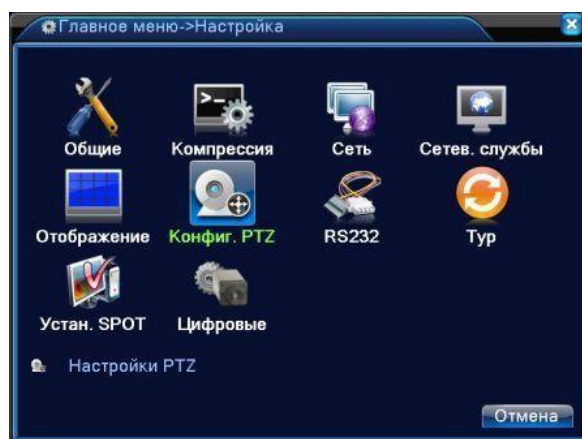 Главное меню->Настройка
Общие Компрессия Сеть Сетев. службы
Отображение Конфиг. PTZ RS232 Тур
Устан. SPOT Цифровые
Настройки PTZ
Отмена